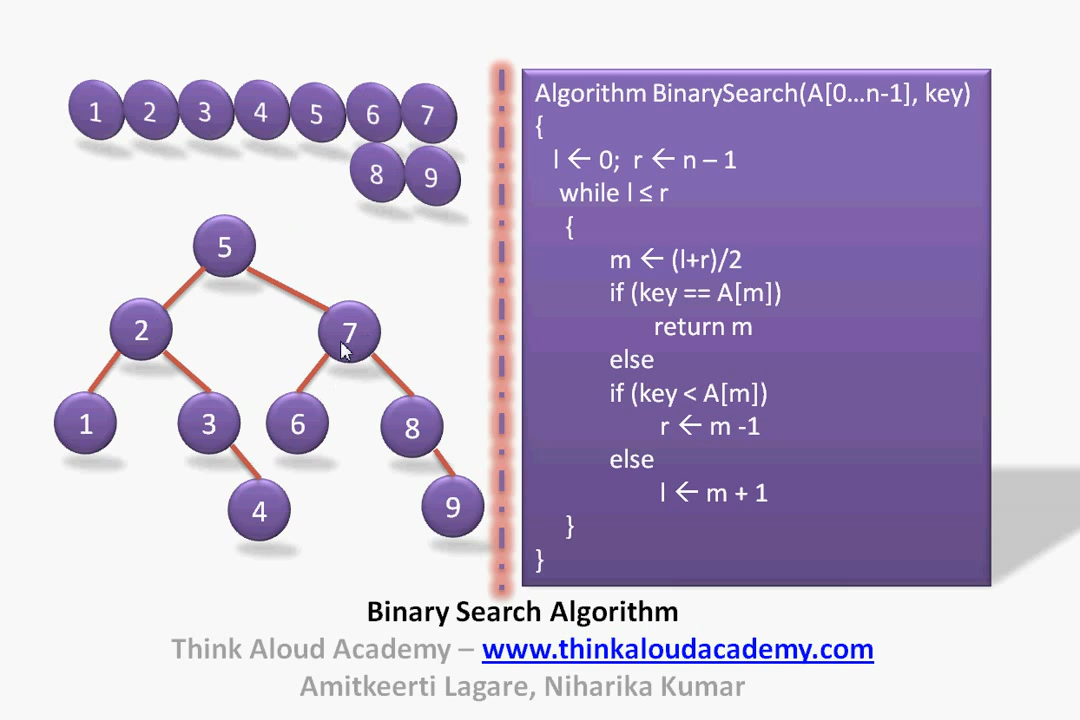 1 2 3 4 5 6 7
8 9
5
2 7
1 3 6 8
4 9
Algorithm BinarySearch(A[0...n-1], key)
{
l ← 0; r ← n – 1
while l ≤ r
{
m ← (l+r)/2
if (key == A[m])
return m
else
if (key < A[m])
r ← m -1
else
l ← m + 1
}
}
Binary Search Algorithm
Think Aloud Academy – www.thinkaloudacademy.com
Amitkeerti Lagare, Niharika Kumar